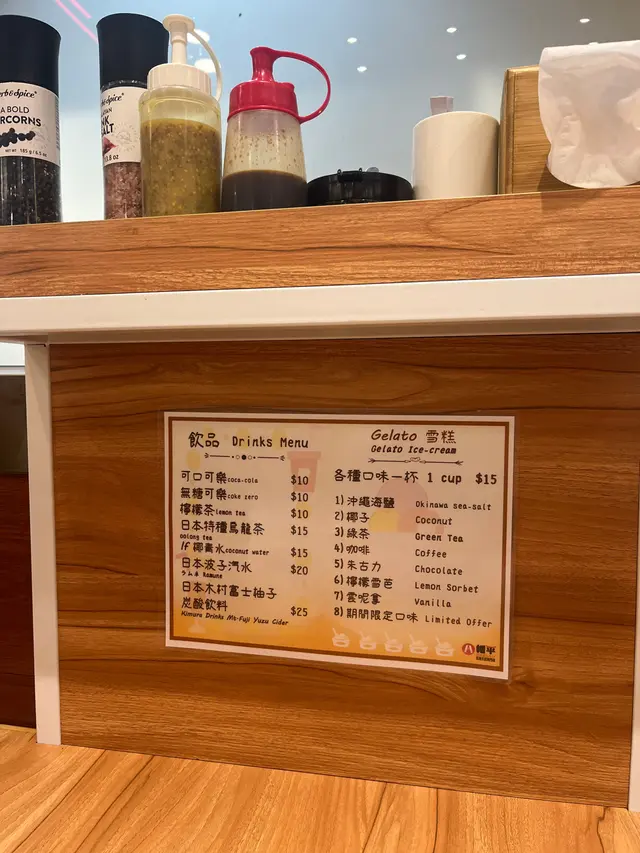 A BOLD
飲品 Drinks Menu
可口可樂 coca-cola $10
無糖可樂 coke zero $10
檸檬茶 lemon tea $10
日本持種烏龍茶 $15
oolong tea
If 椰青水 coconut water $15
日本波子汽水 $20
ラムネ ramune
日本木村富士柚子
炭酸飲料 $25
Kimura Drinks Mt-Fuji Yuzu Cider
Gelato 雪糕
Gelato Ice-cream
各種口味一杯 1 cup $15
1) 沖繩海鹽 Okinawa sea-salt
2) 椰子 Coconut
3) 綠茶 Green Tea
4) 咖啡 Coffee
5) 朱古力 Chocolate
6) 檸檬雪芭 Lemon Sorbet
7) 雲呢拿 Vanilla
8) 期間限定口味 Limited Offer